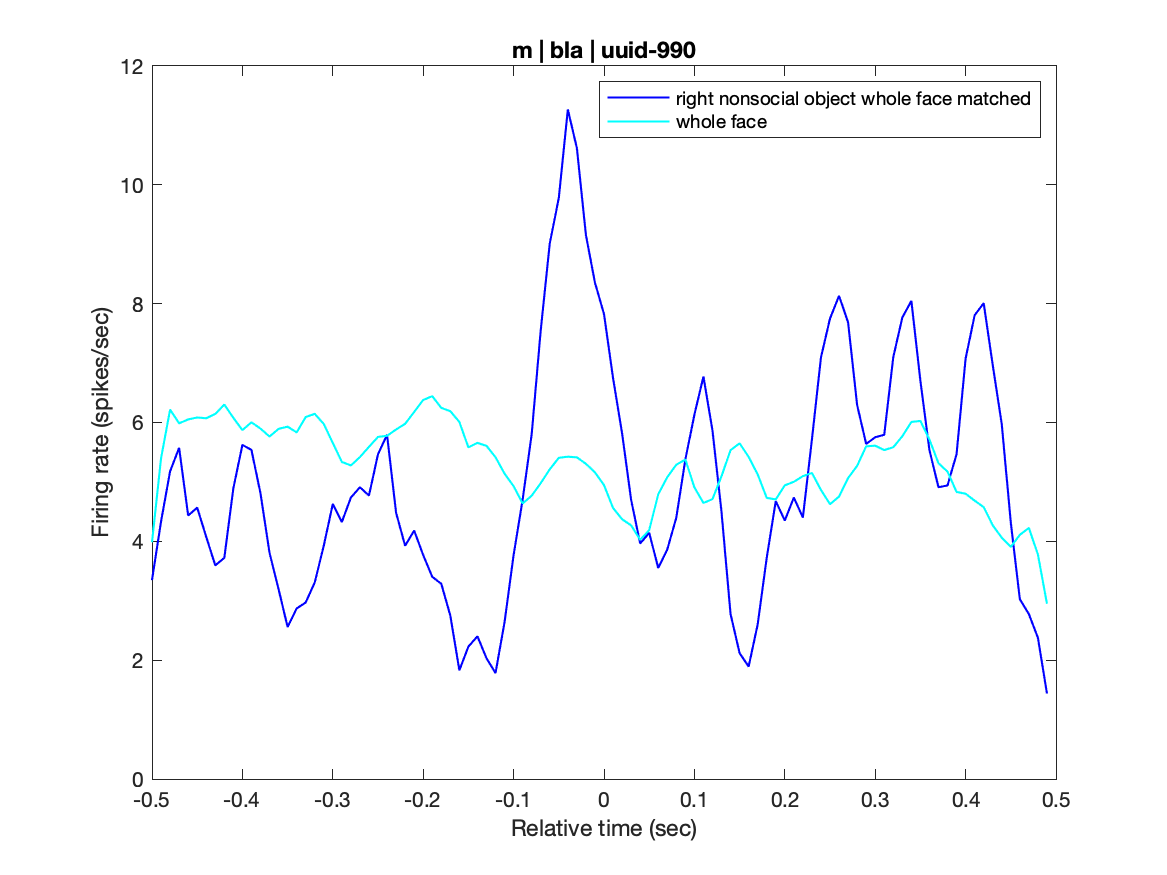 m | bla | uuid-990
right nonsocial object whole face matched
whole face
Firing rate (spikes/sec)
12
10
8
6
4
2
0
-0.5 -0.4 -0.3 -0.2 -0.1 0 0.1 0.2 0.3 0.4 0.5
Relative time (sec)